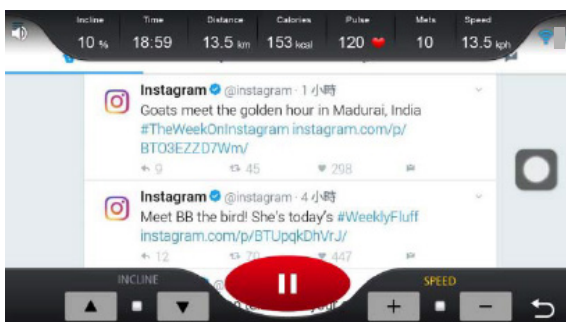 Incline Time Distance Calories Pulse Mets Speed
10 % 18:59 13.5 km 153 kcal 120 10 13.5 kph
Instagram @instagram · 1 小時
Goats meet the golden hour in Madurai, India
#TheWeekOnInstagram instagram.com/p/
BTO3EZZD7Wm/
9 45 298
Instagram @instagram · 4 小時
Meet BB the bird! She's today's #WeeklyFluff
instagram.com/p/BTUpqkDhVrJ/
12 70 447
INCLINE SPEED